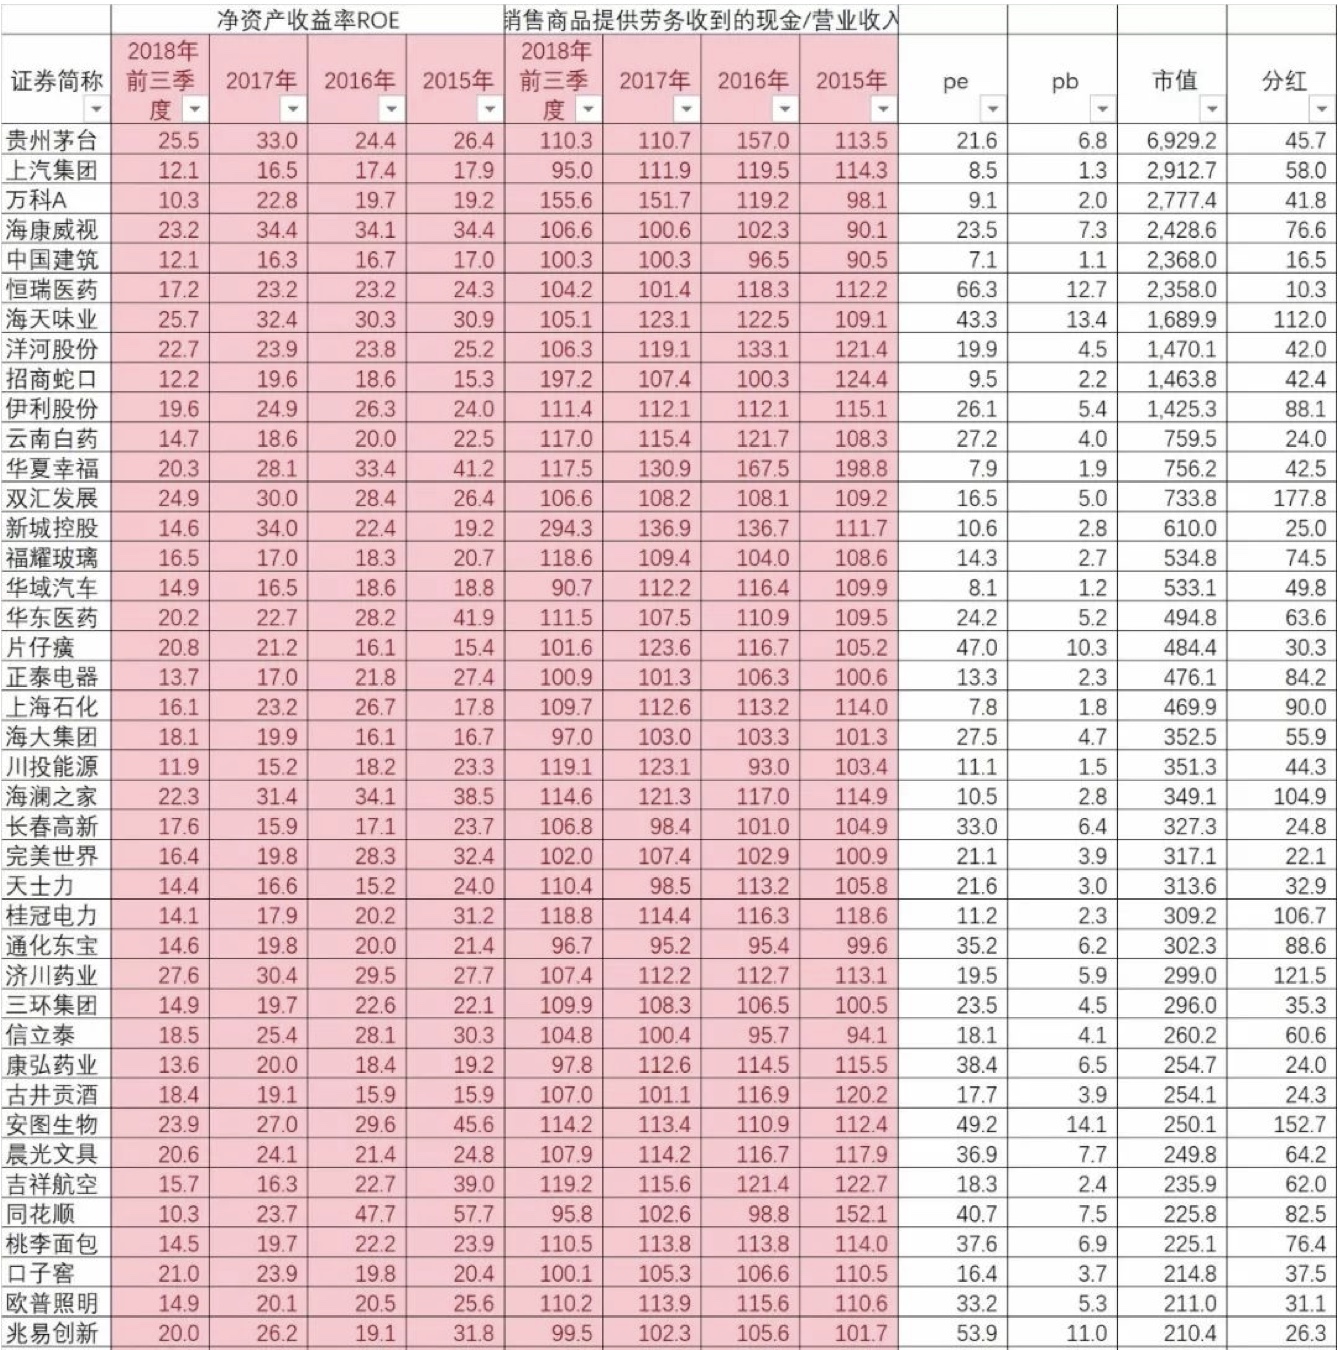 净资产收益率ROE 销售商品提供劳务收到的现金/营业收入
证券简称 2018年前三季度 2017年 2016年 2015年 2018年前三季度 2017年 2016年 2015年 pe pb 市值 分红
贵州茅台 25.5 33.0 24.4 26.4 110.3 110.7 157.0 113.5 21.6 6.8 6,929.2 45.7
上汽集团 12.1 16.5 17.4 17.9 95.0 111.9 119.5 114.3 8.5 1.3 2,912.7 58.0
万科A 10.3 22.8 19.7 19.2 155.6 151.7 119.2 98.1 9.1 2.0 2,777.4 41.8
海康威视 23.2 34.4 34.1 34.4 106.6 100.6 102.3 90.1 23.5 7.3 2,428.6 76.6
中国建筑 12.1 16.3 16.7 17.0 100.3 100.3 96.5 90.5 7.1 1.1 2,368.0 16.5
恒瑞医药 17.2 23.2 23.2 24.3 104.2 101.4 118.3 112.2 66.3 12.7 2,358.0 10.3
海天味业 25.7 32.4 30.3 30.9 105.1 123.1 122.5 109.1 43.3 13.4 1,689.9 112.0
洋河股份 22.7 23.9 23.8 25.2 106.3 119.1 133.1 121.4 19.9 4.5 1,470.1 42.0
招商蛇口 12.2 19.6 18.6 15.3 197.2 107.4 100.3 124.4 9.5 2.2 1,463.8 42.4
伊利股份 19.6 24.9 26.3 24.0 111.4 112.1 112.1 115.1 26.1 5.4 1,425.3 88.1
云南白药 14.7 18.6 20.0 22.5 117.0 115.4 121.7 108.3 27.2 4.0 759.5 24.0
华夏幸福 20.3 28.1 33.4 41.2 117.5 130.9 167.5 198.8 7.9 1.9 756.2 42.5
双汇发展 24.9 30.0 28.4 26.4 106.6 108.2 108.1 109.2 16.5 5.0 733.8 177.8
新城控股 14.6 34.0 22.4 19.2 294.3 136.9 136.7 111.7 10.6 2.8 610.0 25.0
福耀玻璃 16.5 17.0 18.3 20.7 118.6 109.4 104.0 108.6 14.3 2.7 534.8 74.5
华域汽车 14.9 16.5 18.6 18.8 90.7 112.2 116.4 109.9 8.1 1.2 533.1 49.8
华东医药 20.2 22.7 28.2 41.9 111.5 107.5 110.9 109.5 24.2 5.2 494.8 63.6
片仔癀 20.8 21.2 16.1 15.4 101.6 123.6 116.7 105.2 47.0 10.3 484.4 30.3
正泰电器 13.7 17.0 21.8 27.4 100.9 101.3 106.3 100.6 13.3 2.3 476.1 84.2
上海石化 16.1 23.2 26.7 17.8 109.7 112.6 113.2 114.0 7.8 1.8 469.9 90.0
海大集团 18.1 19.9 16.1 16.7 97.0 103.0 103.3 101.3 27.5 4.7 352.5 55.9
川投能源 11.9 15.2 18.2 23.3 119.1 123.1 93.0 103.4 11.1 1.5 351.3 44.3
海澜之家 22.3 31.4 34.1 38.5 114.6 121.3 117.0 114.9 10.5 2.8 349.1 104.9
长春高新 17.6 15.9 17.1 23.7 106.8 98.4 101.0 104.9 33.0 6.4 327.3 24.8
完美世界 16.4 19.8 28.3 32.4 102.0 107.4 102.9 100.9 21.1 3.9 317.1 22.1
天士力 14.4 16.6 15.2 24.0 110.4 98.5 113.2 105.8 21.6 3.0 313.6 32.9
桂冠电力 14.1 17.9 20.2 31.2 118.8 114.4 116.3 118.6 11.2 2.3 309.2 106.7
通化东宝 14.6 19.8 20.0 21.4 96.7 95.2 95.4 99.6 35.2 6.2 302.3 88.6
济川药业 27.6 30.4 29.5 27.7 107.4 112.2 112.7 113.1 19.5 5.9 299.0 121.5
三环集团 14.9 19.7 22.6 22.1 109.9 108.3 106.5 100.5 23.5 4.5 296.0 35.3
信立泰 18.5 25.4 28.1 30.3 104.8 100.4 95.7 94.1 18.1 4.1 260.2 60.6
康弘药业 13.6 20.0 18.4 19.2 97.8 112.6 114.5 115.5 38.4 6.5 254.7 24.0
古井贡酒 18.4 19.1 15.9 15.9 107.0 101.1 116.9 120.2 17.7 3.9 254.1 24.3
安图生物 23.9 27.0 29.6 45.6 114.2 113.4 110.9 112.4 49.2 14.1 250.1 152.7
晨光文具 20.6 24.1 21.4 24.8 107.9 114.2 116.7 117.9 36.9 7.7 249.8 64.2
吉祥航空 15.7 16.3 22.7 39.0 119.2 115.6 121.4 122.7 18.3 2.4 235.9 62.0
同花顺 10.3 23.7 47.7 57.7 95.8 102.6 98.8 152.1 40.7 7.5 225.8 82.5
桃李面包 14.5 19.7 22.2 23.9 110.5 113.8 113.8 114.0 37.6 6.9 225.1 76.4
口子窖 21.0 23.9 19.8 20.4 100.1 105.3 106.6 110.5 16.4 3.7 214.8 37.5
欧普照明 14.9 20.1 20.5 25.6 110.2 113.9 115.6 110.6 33.2 5.3 211.0 31.1
兆易创新 20.0 26.2 19.1 31.8 99.5 102.3 105.6 101.7 53.9 11.0 210.4 26.3